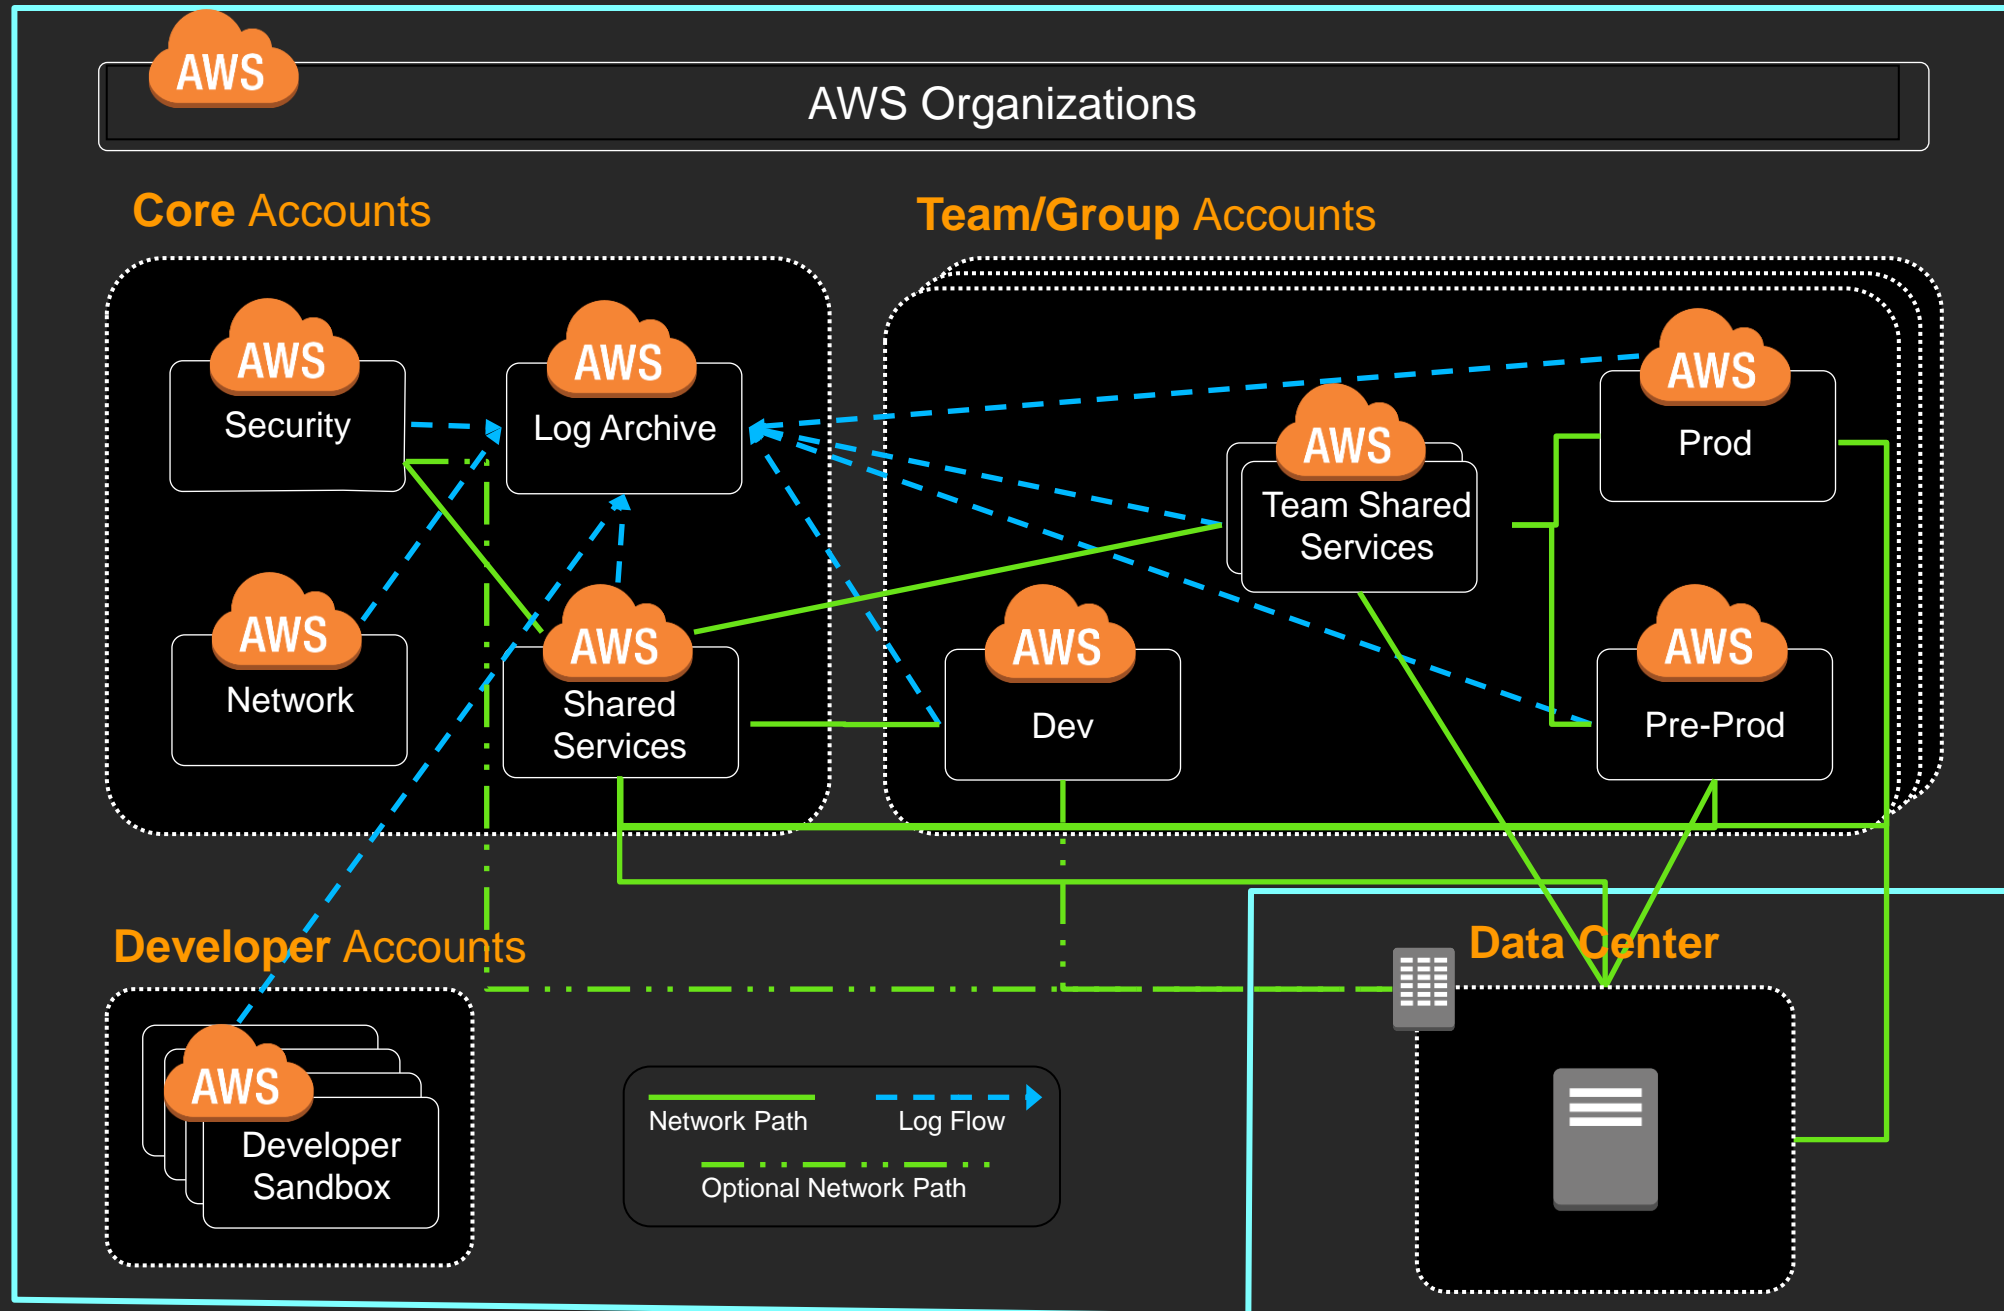 AWS
AWS Organizations
Core Accounts
Team/Group Accounts
AWS
Security
AWS
Log Archive
AWS
Team Shared
Services
AWS
Prod
AWS
Network
AWS
Shared
Services
AWS
Dev
AWS
Pre-Prod
Developer Accounts
Data Center
AWS
Developer
Sandbox
Network Path
Log Flow
Optional Network Path